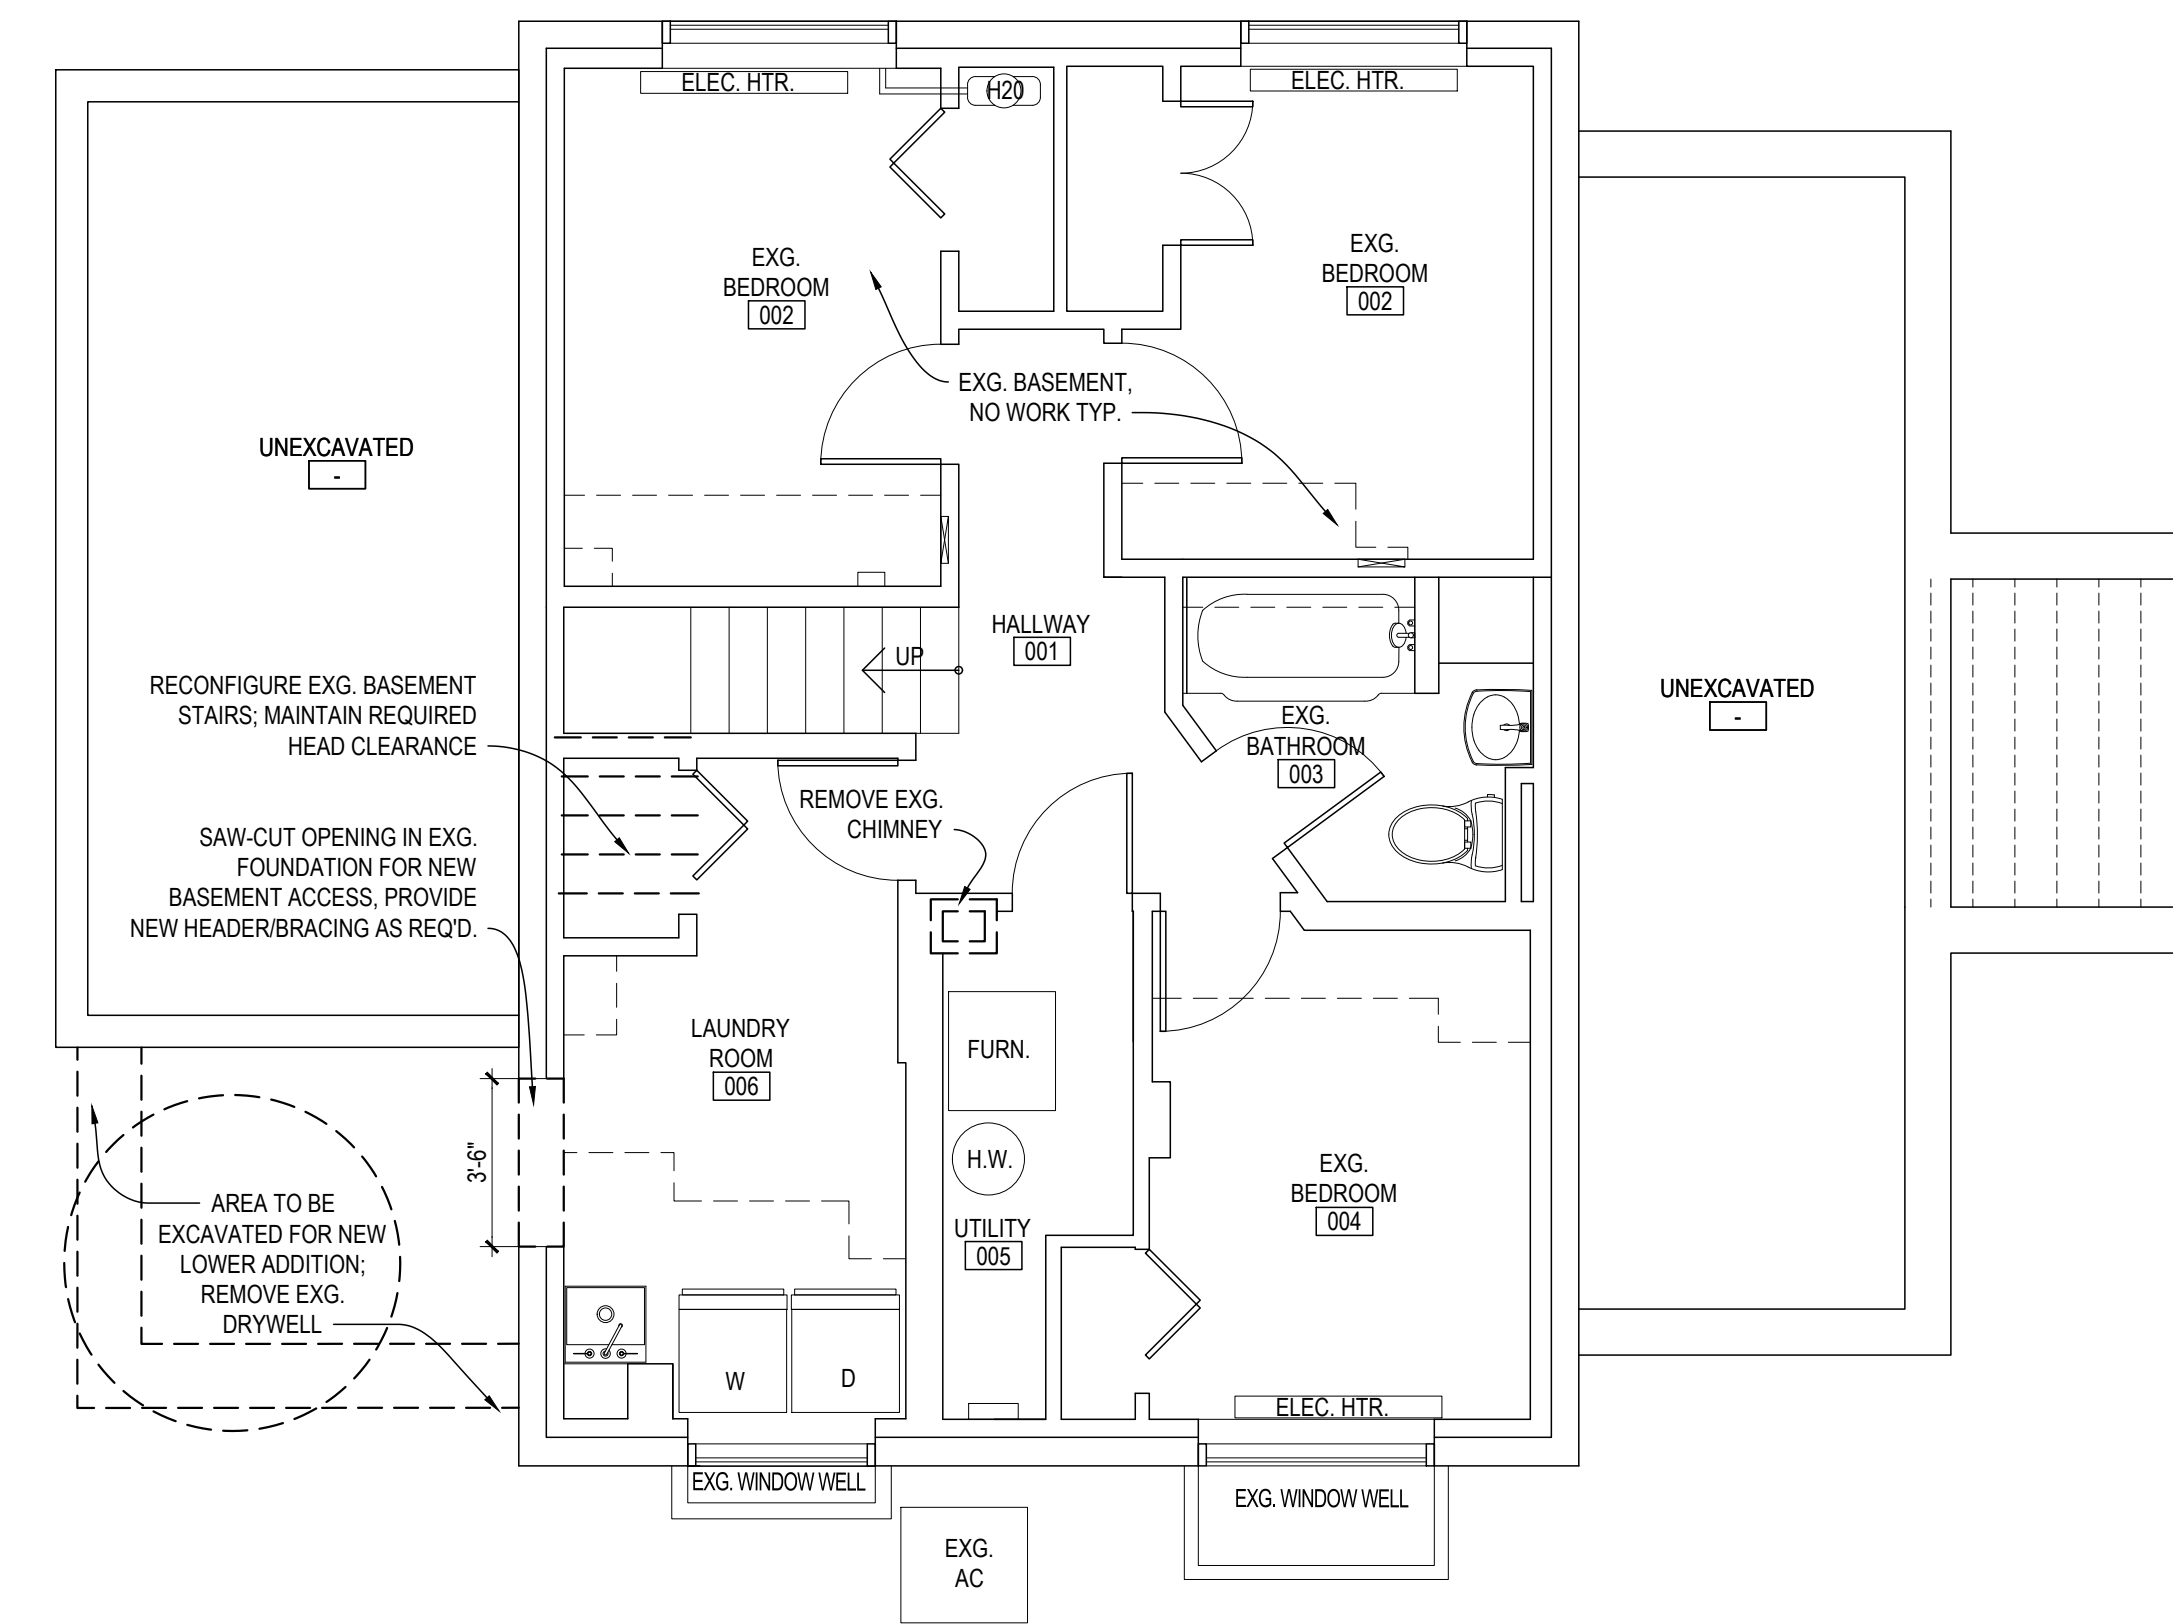 ELEC. HTR.
H20
ELEC. HTR.
EXG.
BEDROOM
002
EXG.
BEDROOM
002
EXG. BASEMENT,
NO WORK TYP.
UNEXCAVATED
-
HALLWAY
001
UP
RECONFIGURE EXG. BASEMENT
STAIRS; MAINTAIN REQUIRED
HEAD CLEARANCE
UNEXCAVATED
-
EXG.
BATHROOM
003
REMOVE EXG.
CHIMNEY
SAW-CUT OPENING IN EXG.
FOUNDATION FOR NEW
BASEMENT ACCESS, PROVIDE
NEW HEADER/BRACING AS REQ'D.
LAUNDRY
ROOM
006
FURN.
3'-6"
H.W.
AREA TO BE
EXCAVATED FOR NEW
LOWER ADDITION;
REMOVE EXG.
DRYWELL
UTILITY
005
EXG.
BEDROOM
004
W
D
ELEC. HTR.
EXG. WINDOW WELL
EXG. WINDOW WELL
EXG.
AC